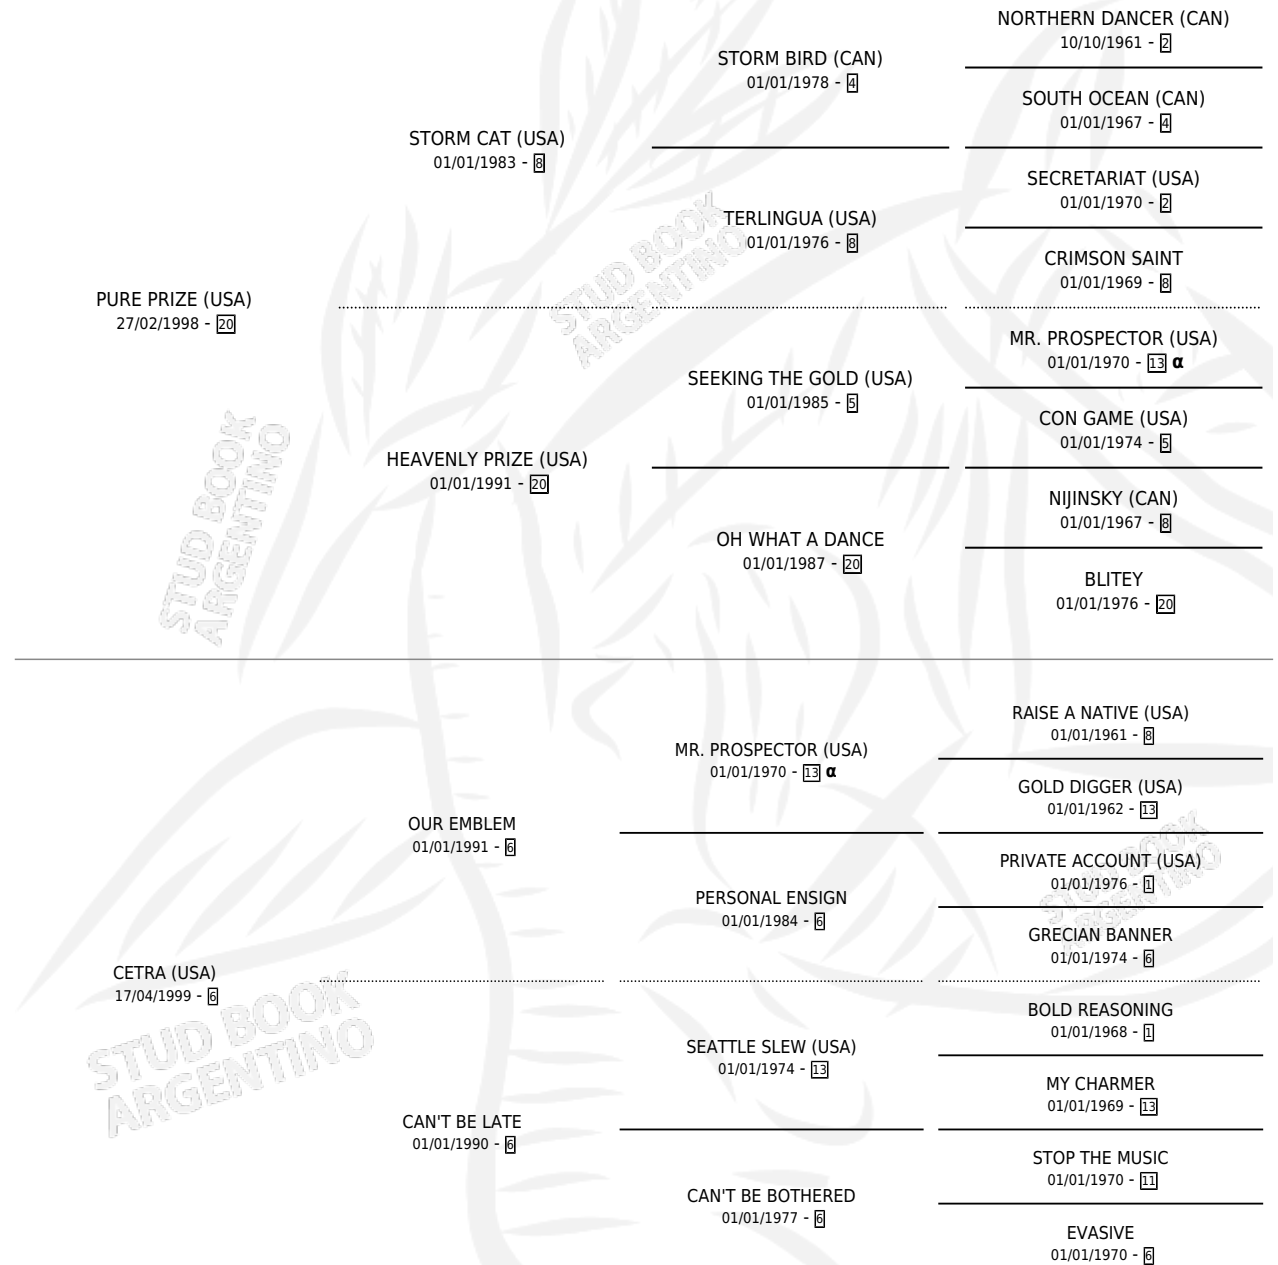 NORTHERN DANCER (CAN)
10/10/1961 - 2
STORM BIRD (CAN)
01/01/1978 - 4
SOUTH OCEAN (CAN)
01/01/1967 - 4
STORM CAT (USA)
01/01/1983 - 8
SECRETARIAT (USA)
01/01/1970 - 2
TERLINGUA (USA)
01/01/1976 - 8
CRIMSON SAINT
01/01/1969 - 8
PURE PRIZE (USA)
27/02/1998 - 20
MR. PROSPECTOR (USA)
01/01/1970 - 13 α
SEEKING THE GOLD (USA)
01/01/1985 - 5
CON GAME (USA)
01/01/1974 - 5
HEAVENLY PRIZE (USA)
01/01/1991 - 20
NIJINSKY (CAN)
01/01/1967 - 8
OH WHAT A DANCE
01/01/1987 - 20
BLITEY
01/01/1976 - 20
RAISE A NATIVE (USA)
01/01/1961 - 8
MR. PROSPECTOR (USA)
01/01/1970 - 13 α
GOLD DIGGER (USA)
01/01/1962 - 13
OUR EMBLEM
01/01/1991 - 6
PRIVATE ACCOUNT (USA)
01/01/1976 - 1
PERSONAL ENSIGN
01/01/1984 - 6
GRECIAN BANNER
01/01/1974 - 6
CETRA (USA)
17/04/1999 - 6
BOLD REASONING
01/01/1968 - 1
SEATTLE SLEW (USA)
01/01/1974 - 13
MY CHARMER
01/01/1969 - 13
CAN'T BE LATE
01/01/1990 - 6
STOP THE MUSIC
01/01/1970 - 11
CAN'T BE BOTHERED
01/01/1977 - 6
EVASIVE
01/01/1970 - 6
STUD BOOK
ARGENTINO
STUD BOOK
ARGENTINO
STUD BOOK
ARGENTINO
STUD BOOK
ARGENTINO